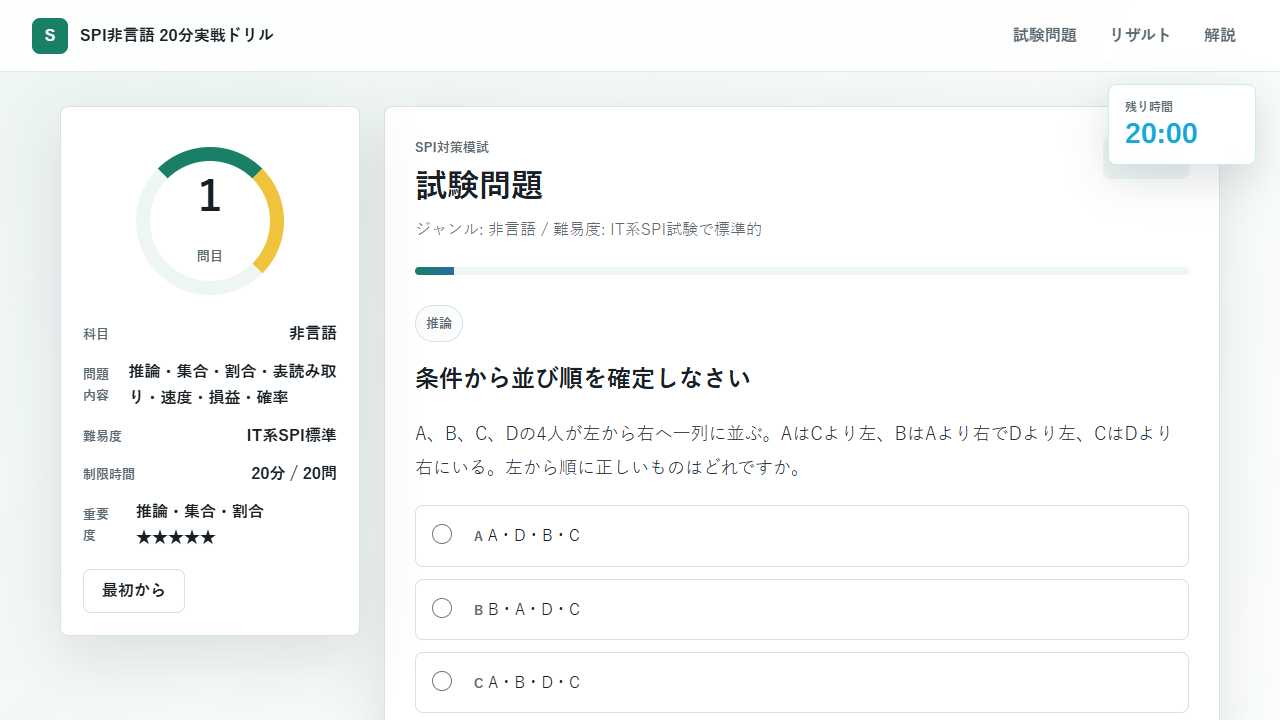 S SPI非言語 20分実戦ドリル 試験問題 リザルト 解説
残り時間
20:00
1
問目
科目 非言語
問題内容 推論・集合・割合・表読み取
り・速度・損益・確率
難易度 IT系SPI標準
制限時間 20分 / 20問
重要度 推論・集合・割合
★★★★★
最初から
SPI対策模試
試験問題
ジャンル: 非言語 / 難易度: IT系SPI試験で標準的
推論
条件から並び順を確定しなさい
A、B、C、Dの4人が左から右へ一列に並ぶ。AはCより左、BはAより右でDより左、CはDより
右にいる。左から順に正しいものはどれですか。
A A・D・B・C
B B・A・D・C
C A・B・D・C